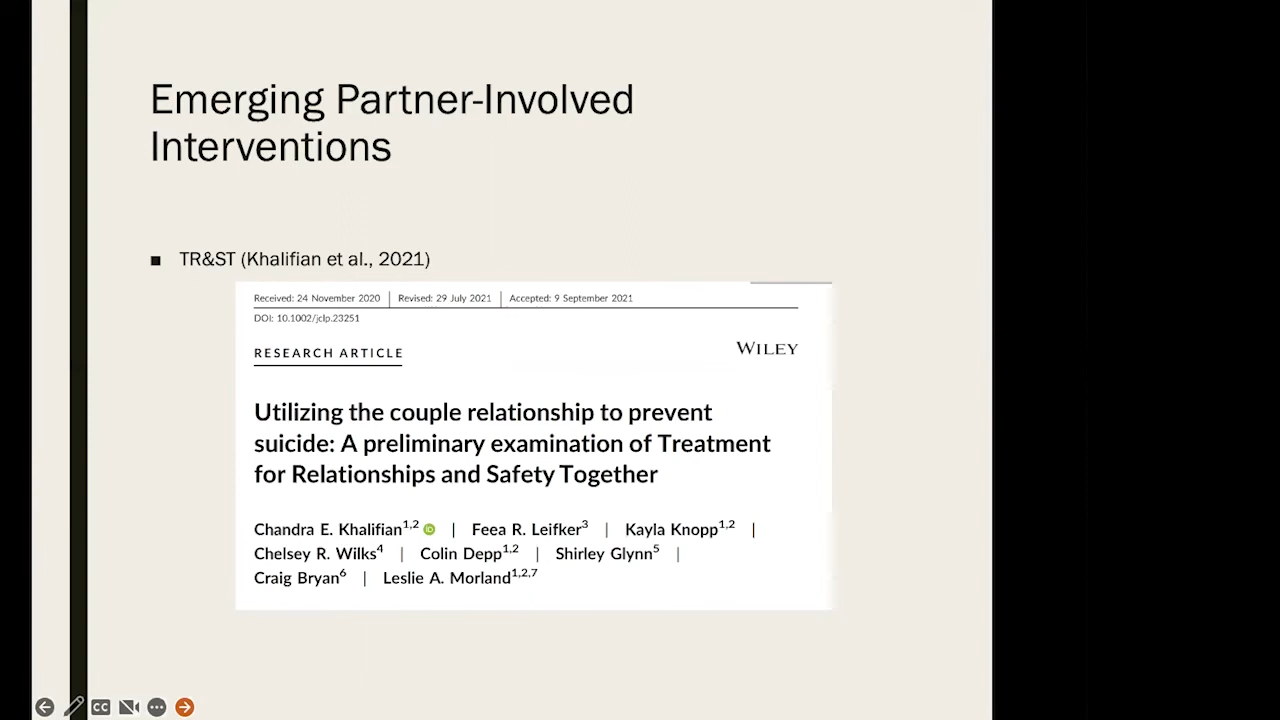 Emerging Partner-Involved
Interventions
■ TR&ST (Khalifian et al., 2021)
Received: 24 November 2020 | Revised: 29 July 2021 | Accepted: 9 September 2021
DOI: 10.1002/jclp.23251
RESEARCH ARTICLE
WILEY
Utilizing the couple relationship to prevent
suicide: A preliminary examination of Treatment
for Relationships and Safety Together
Chandra E. Khalifian1,2 iD | Feea R. Leifker3 | Kayla Knopp1,2 |
Chelsey R. Wilks4 | Colin Depp1,2 | Shirley Glynn5 |
Craig Bryan6 | Leslie A. Morland1,2,7
CC